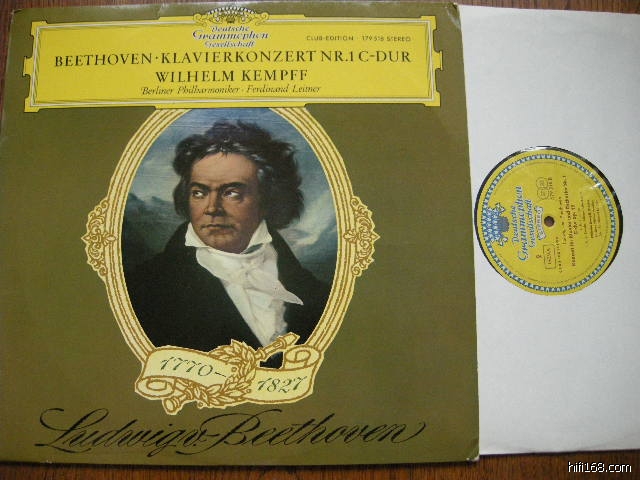 Deutsche
Grammophon
Gesellschaft
CLUB-EDITION · 179 518 STEREO
BEETHOVEN · KLAVIERKONZERT NR.1 C-DUR
WILHELM KEMPFF
Berliner Philharmoniker · Ferdinand Leitner
1770–
1827
Ludwig v. Beethoven
Deutsche
Grammophon
Gesellschaft
hifi168.com